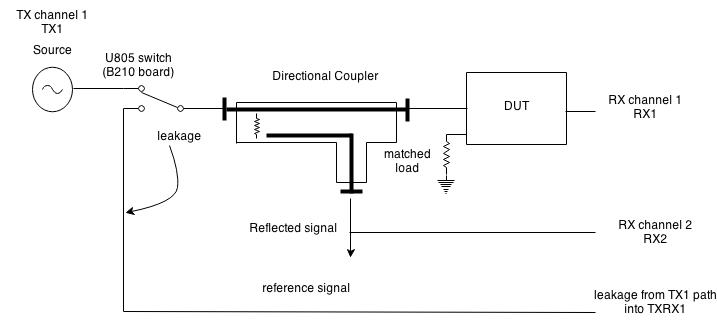 TX channel 1
TX1
Source
U805 switch
(B210 board)
Directional Coupler
DUT
RX channel 1
RX1
leakage
matched
load
Reflected signal
RX channel 2
RX2
reference signal
leakage from TX1 path
into TXRX1